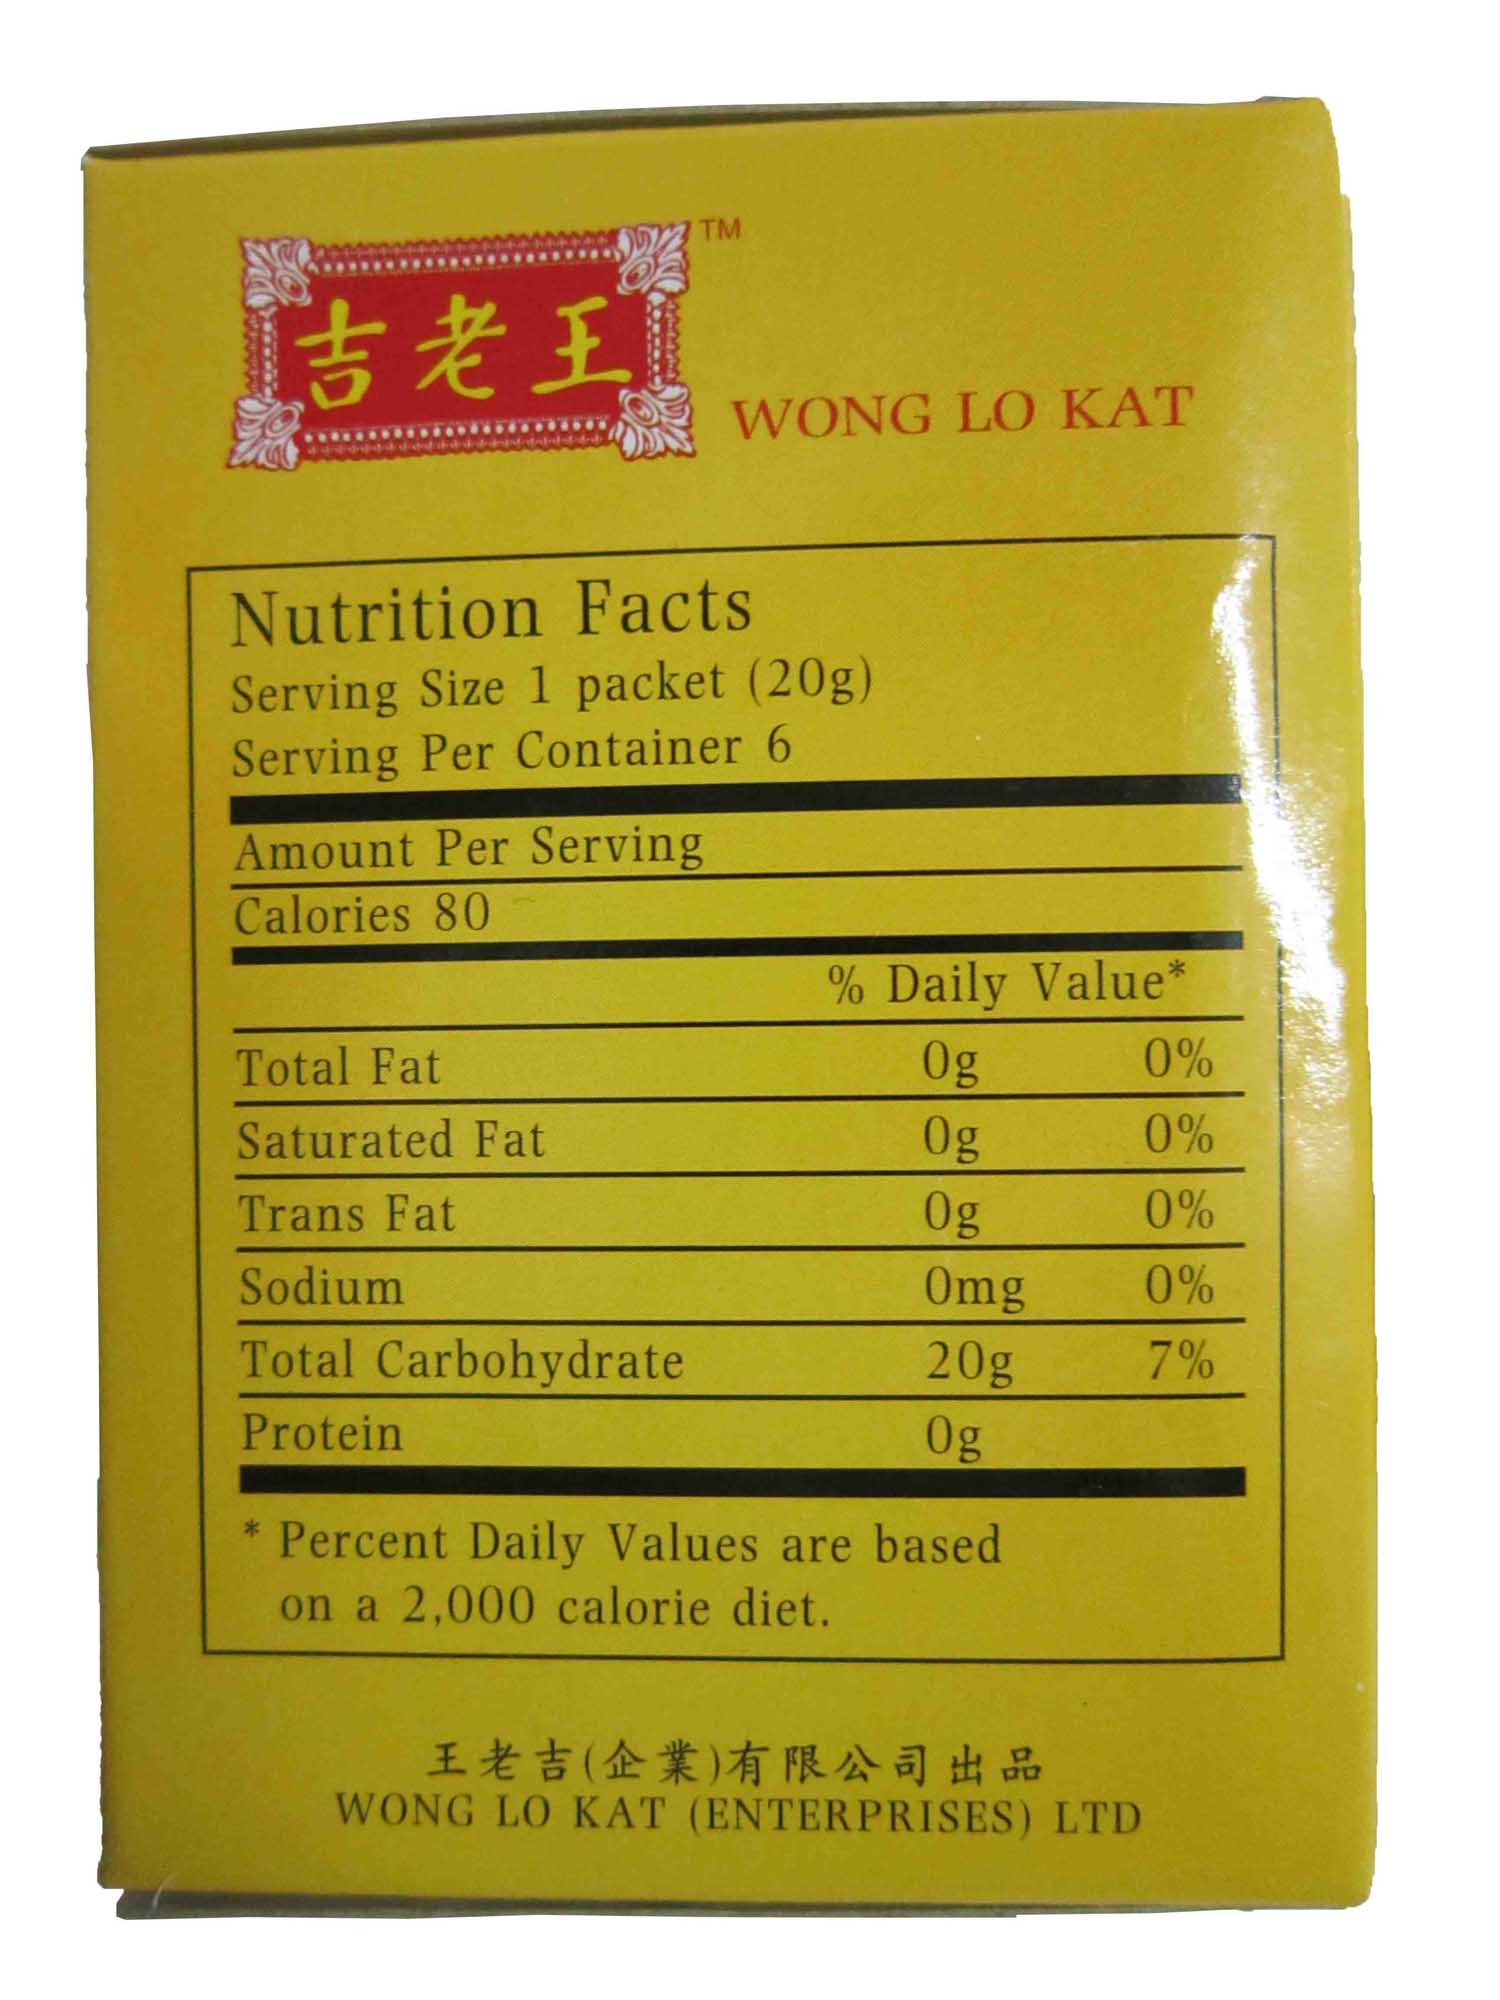 吉老王 TM
WONG LO KAT
Nutrition Facts
Serving Size 1 packet (20g)
Serving Per Container 6
Amount Per Serving
Calories 80
% Daily Value*
Total Fat 0g 0%
Saturated Fat 0g 0%
Trans Fat 0g 0%
Sodium 0mg 0%
Total Carbohydrate 20g 7%
Protein 0g
* Percent Daily Values are based
on a 2,000 calorie diet.
王老吉(企業)有限公司出品
WONG LO KAT (ENTERPRISES) LTD